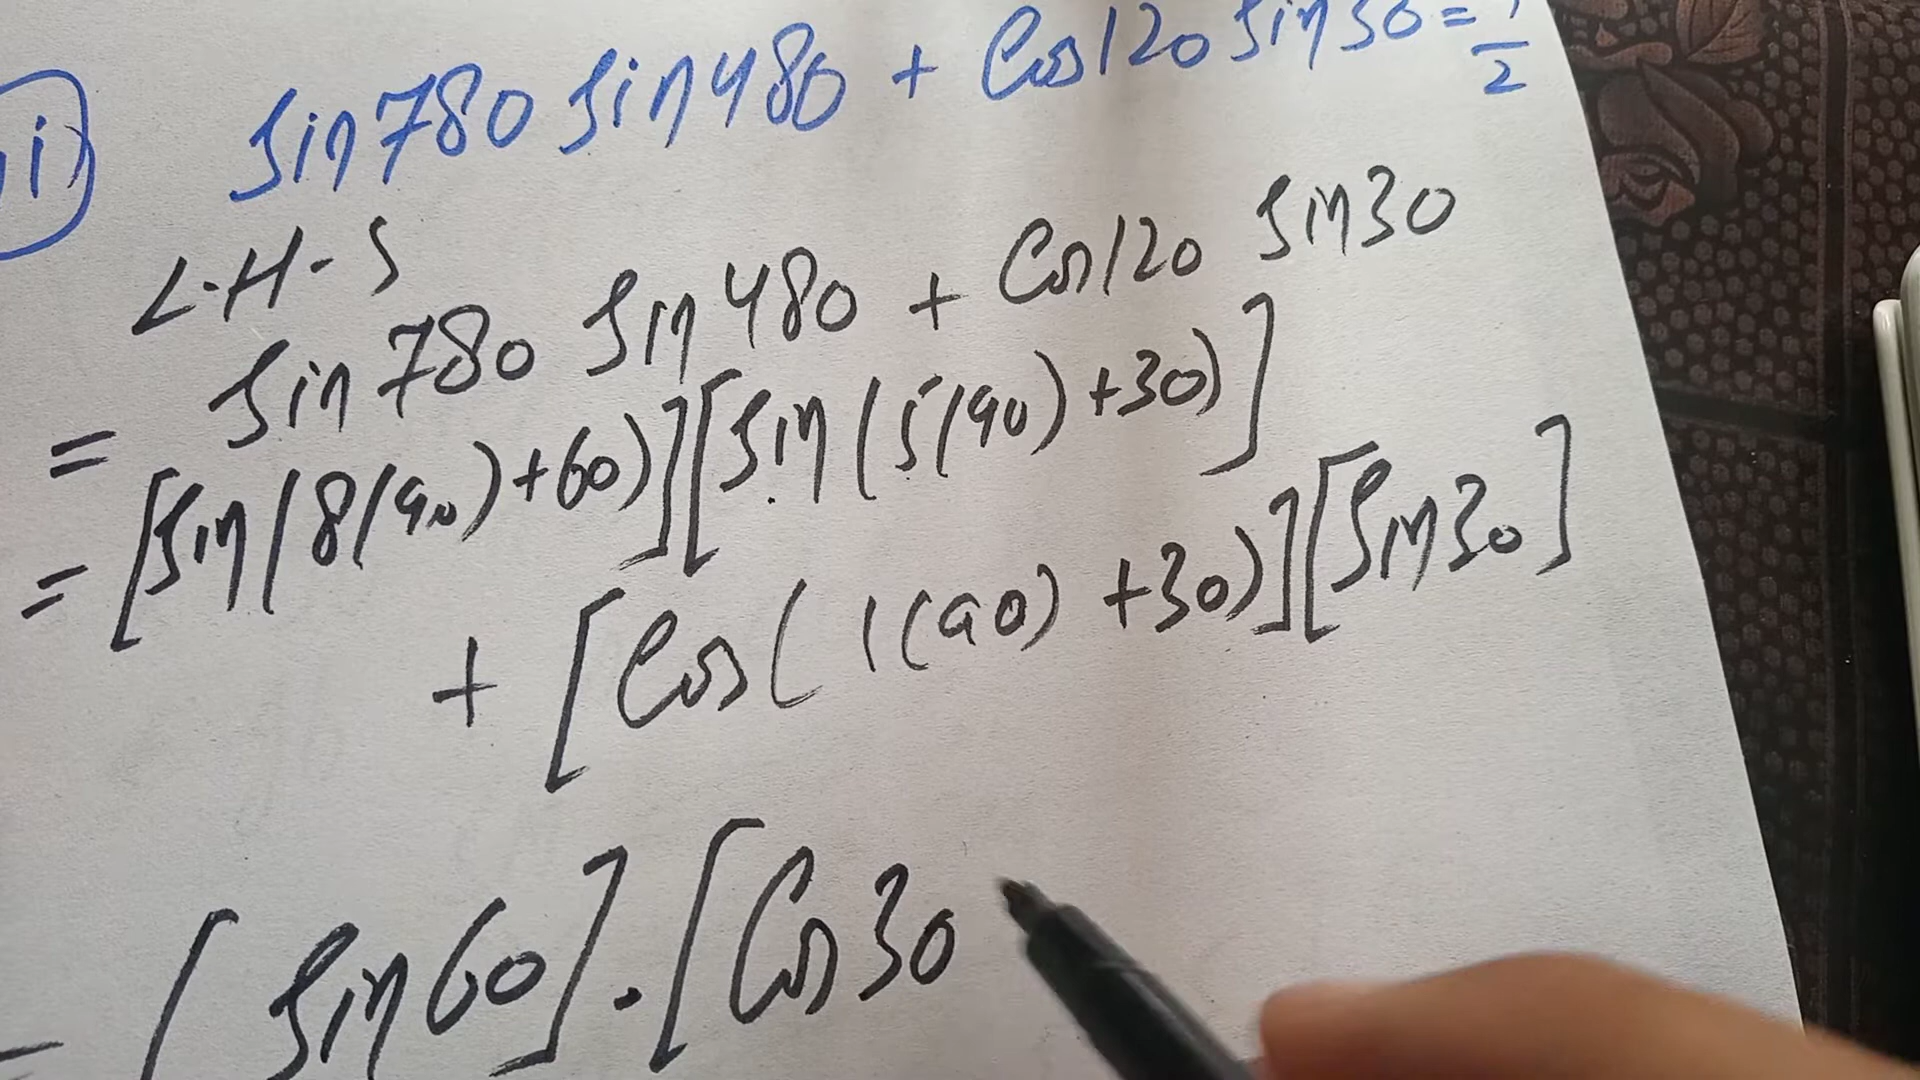 ii) sin780 sin480 + Cos120 sin30 = 1/2
L.H.S
= sin780 sin480 + Cos120 sin30
= [sin(8(90)+60)][sin(5(90)+30)]
+ [Cos(1(90)+30)][sin30]
= [sin60].[Cos30